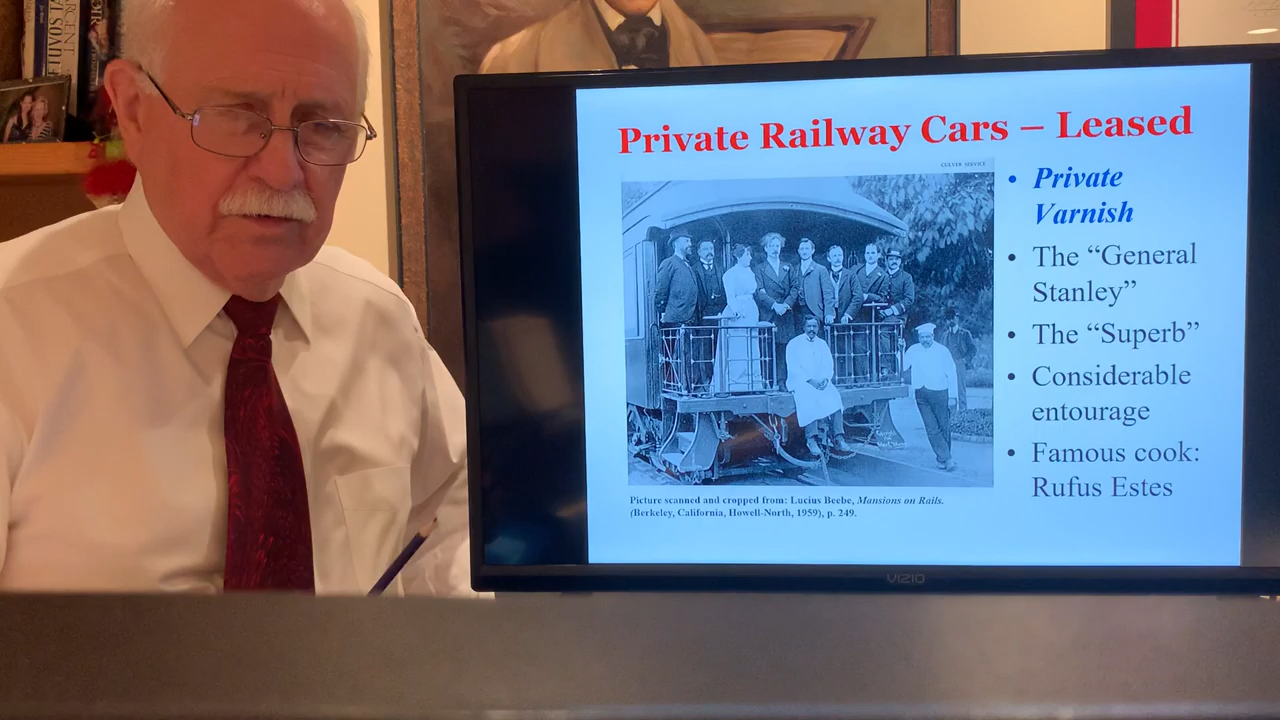 ARGENT
Private Railway Cars – Leased
CULVER SERVICE
• Private
Varnish
• The “General
Stanley”
• The “Superb”
• Considerable
entourage
• Famous cook:
Rufus Estes
Picture scanned and cropped from: Lucius Beebe, Mansions on Rails.
(Berkeley, California, Howell-North, 1959), p. 249.
VIZIO